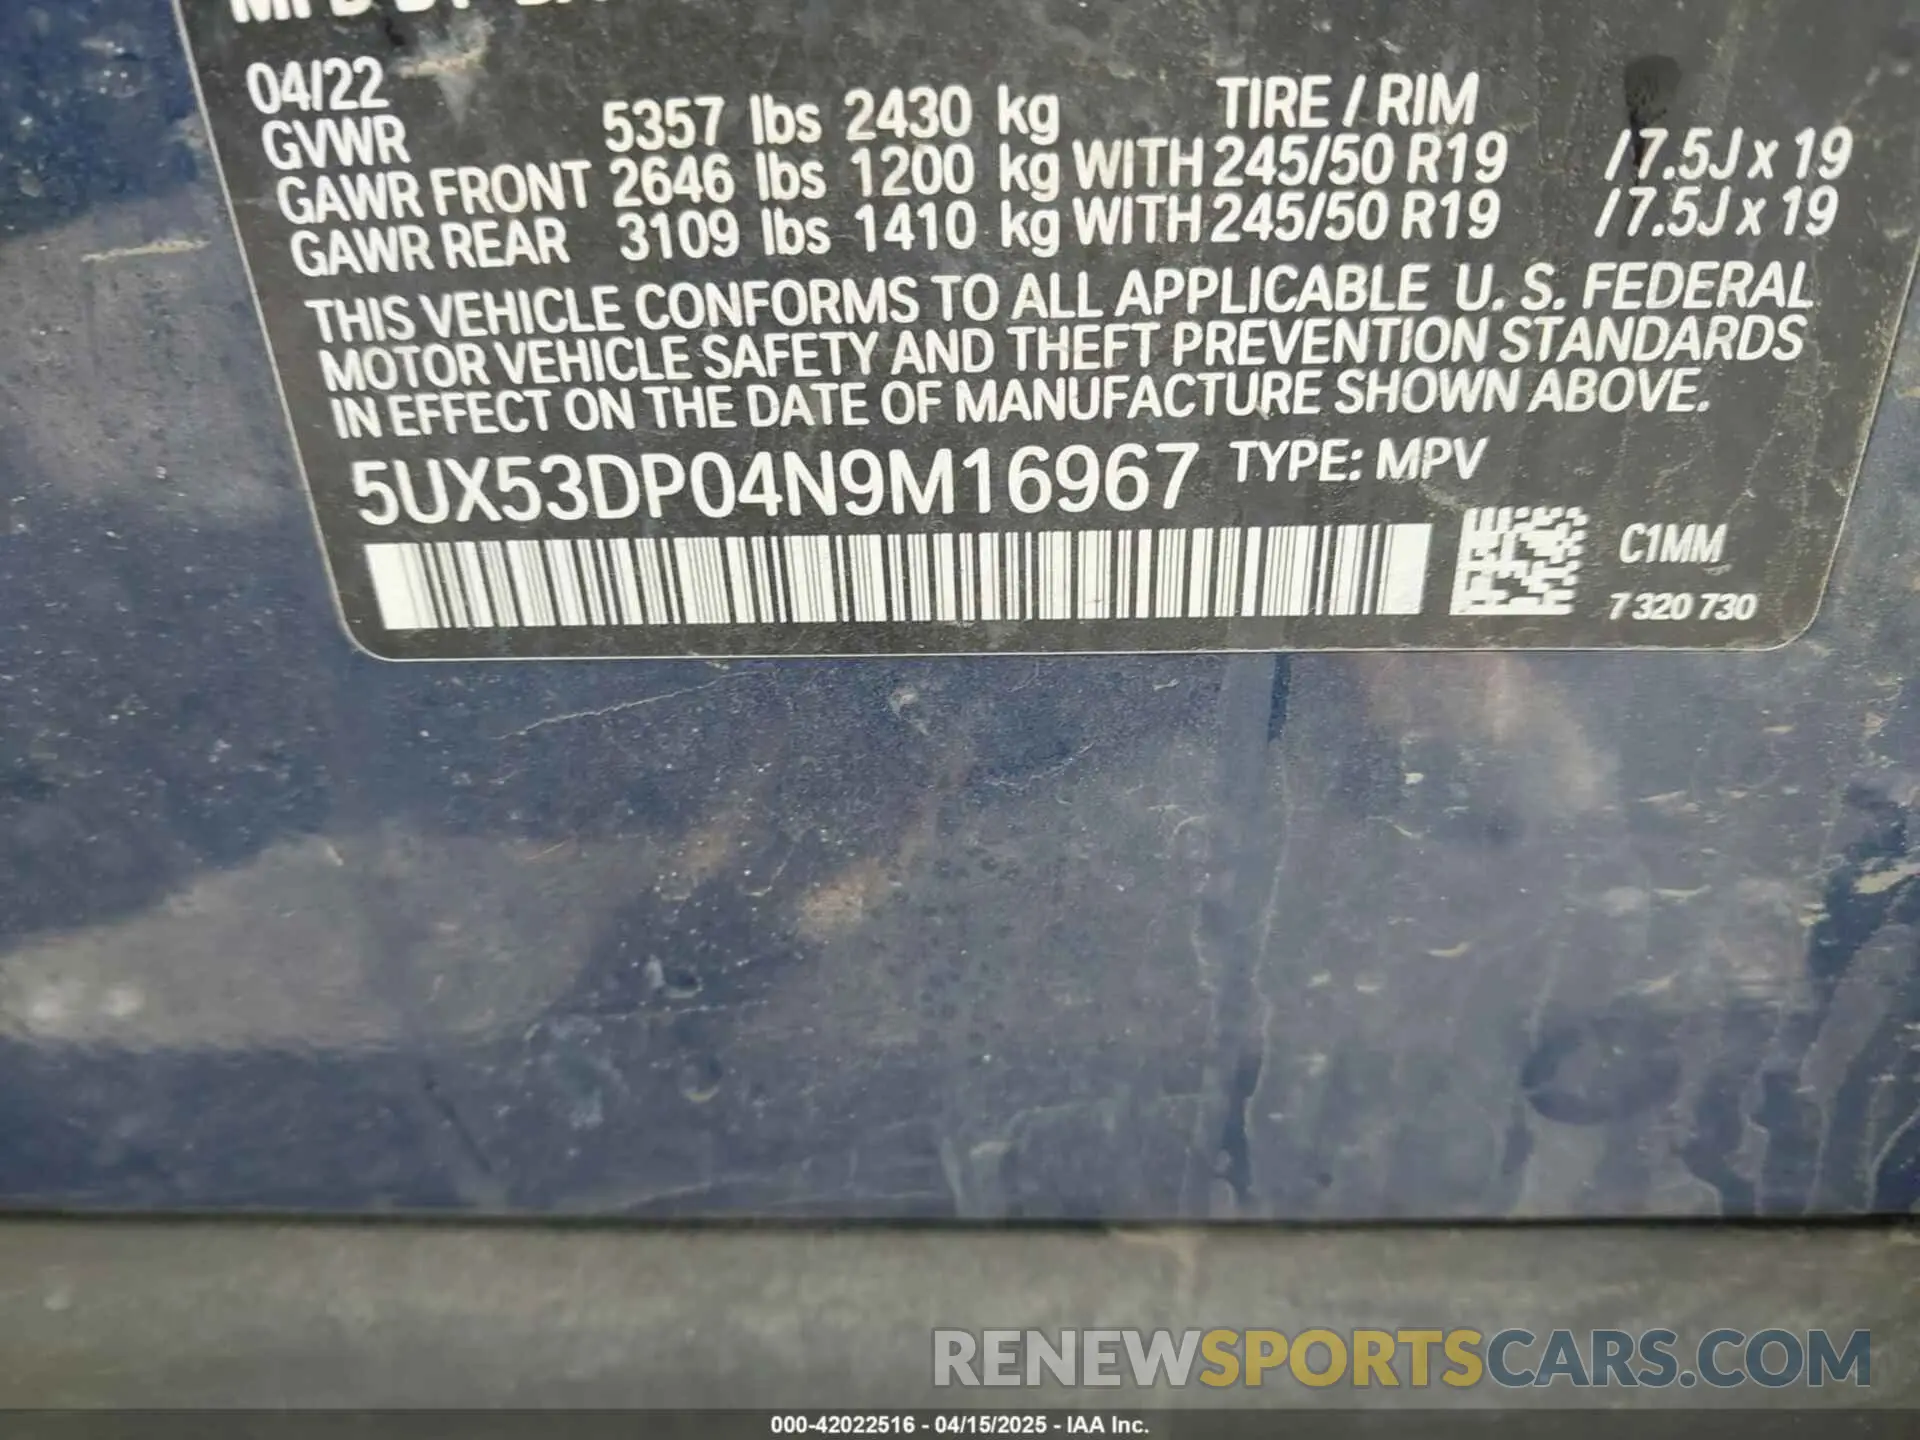 04/22
GVWR 5357 lbs 2430 kg TIRE / RIM
GAWR FRONT 2646 lbs 1200 kg WITH 245/50 R19 / 7.5J x 19
GAWR REAR 3109 lbs 1410 kg WITH 245/50 R19 / 7.5J x 19
THIS VEHICLE CONFORMS TO ALL APPLICABLE U. S. FEDERAL
MOTOR VEHICLE SAFETY AND THEFT PREVENTION STANDARDS
IN EFFECT ON THE DATE OF MANUFACTURE SHOWN ABOVE.
5UX53DP04N9M16967 TYPE: MPV
C1MM
7 320 730
RENEWSPORTSCARS.COM
000-42022516 - 04/15/2025 - IAA Inc.